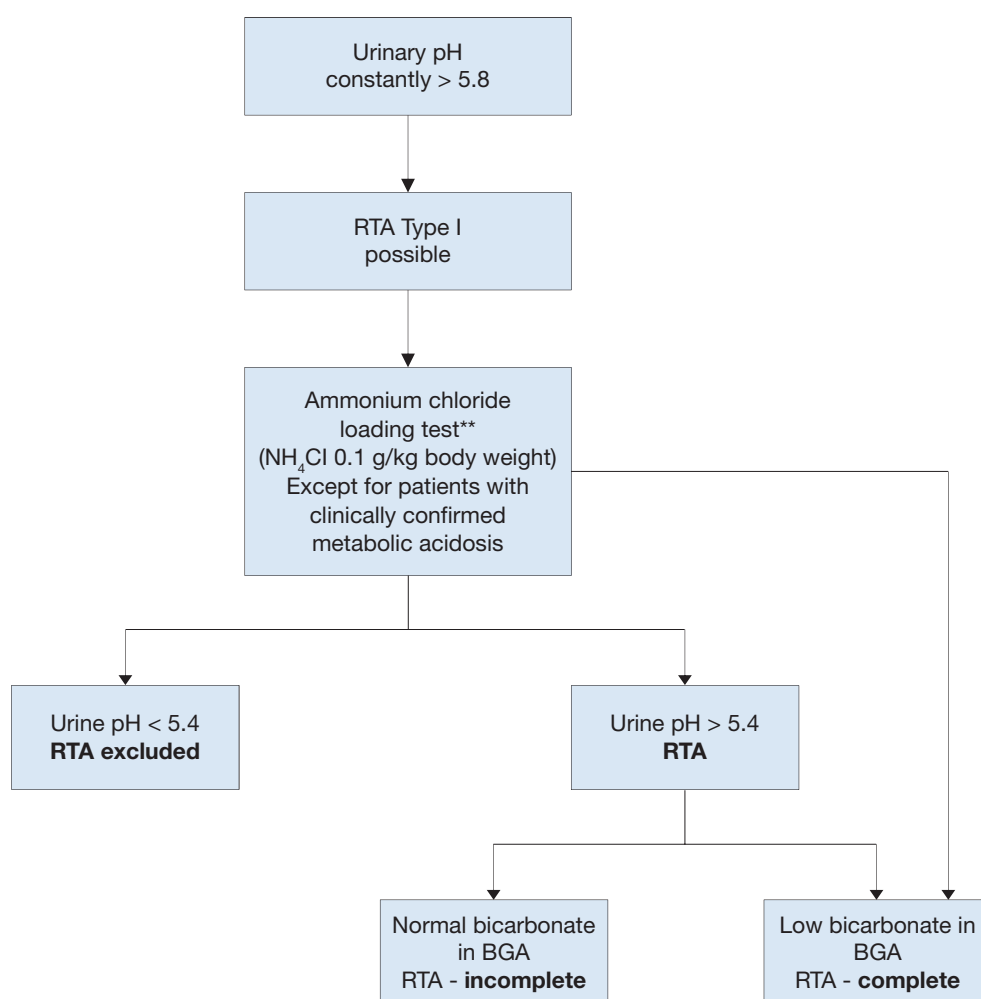 Urinary pH
constantly > 5.8
RTA Type I
possible
Ammonium chloride
loading test**
(NH₄Cl 0.1 g/kg body weight)
Except for patients with
clinically confirmed
metabolic acidosis
Urine pH < 5.4
RTA excluded
Urine pH > 5.4
RTA
Normal bicarbonate
in BGA
RTA - incomplete
Low bicarbonate in
BGA
RTA - complete